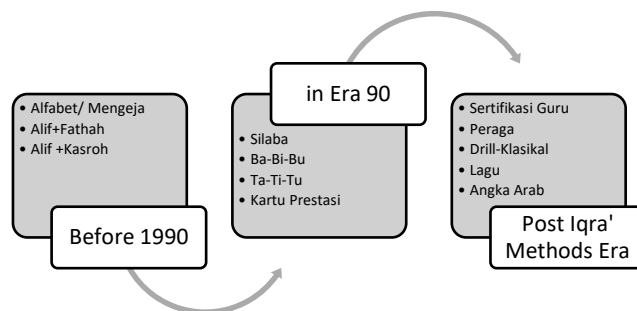 • Alfabet/ Mengeja
• Alif+Fathah
• Alif +Kasroh
Before 1990
in Era 90
• Silaba
• Ba-Bi-Bu
• Ta-Ti-Tu
• Kartu Prestasi
• Sertifikasi Guru
• Peraga
• Drill-Klasikal
• Lagu
• Angka Arab
Post Iqra'
Methods Era